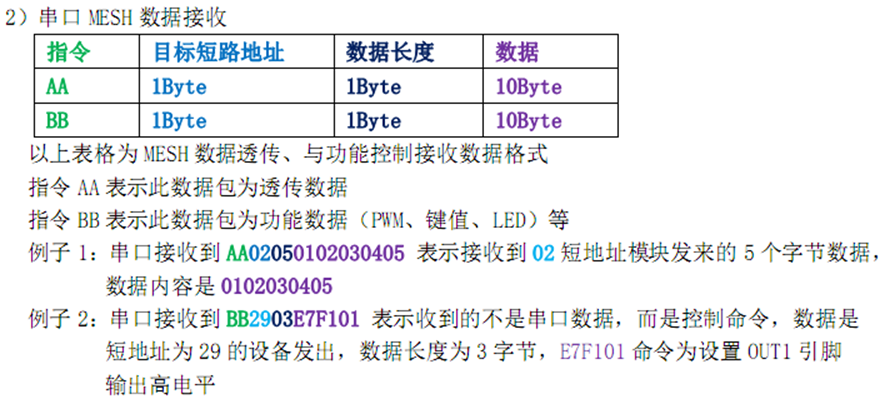 2）串口 MESH 数据接收
指令 目标短路地址 数据长度 数据
AA 1Byte 1Byte 10Byte
BB 1Byte 1Byte 10Byte
以上表格为 MESH 数据透传、与功能控制接收数据格式
指令 AA 表示此数据包为透传数据
指令 BB 表示此数据包为功能数据（PWM、键值、LED）等
例子 1：串口接收到 AA02050102030405 表示接收到 02 短地址模块发来的 5 个字节数据，
数据内容是 0102030405
例子 2：串口接收到 BB2903E7F101 表示收到的不是串口数据，而是控制命令，数据是
短地址为 29 的设备发出，数据长度为 3 字节，E7F101 命令为设置 OUT1 引脚
输出高电平